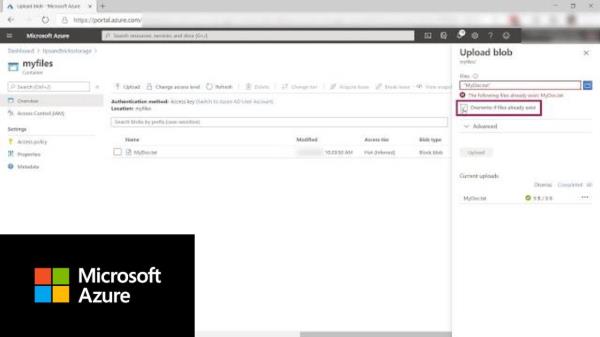 Upload blob - Microsoft Azure
https://portal.azure.com/
Microsoft Azure
Search resources, services, and docs (G+/)
Dashboard > tipsandtricksstorage >
myfiles
Container
Search (Ctrl+/)
Overview
Access Control (IAM)
Settings
Access policy
Properties
Metadata
Upload
Change access level
Refresh
Delete
Change tier
Acquire lease
Break lease
View snapsh
Authentication method: Access key (Switch to Azure AD User Account)
Location: myfiles
Search blobs by prefix (case-sensitive)
Name Modified Access tier Blob type
MyDoc.txt 10:20:50 AM Hot (Inferred) Block blob
Upload blob
myfiles/
Files
"MyDoc.txt"
The following files already exist: MyDoc.txt
Overwrite if files already exist
Advanced
Upload
Current uploads
Dismiss: Completed All
MyDoc.txt
Microsoft
Azure